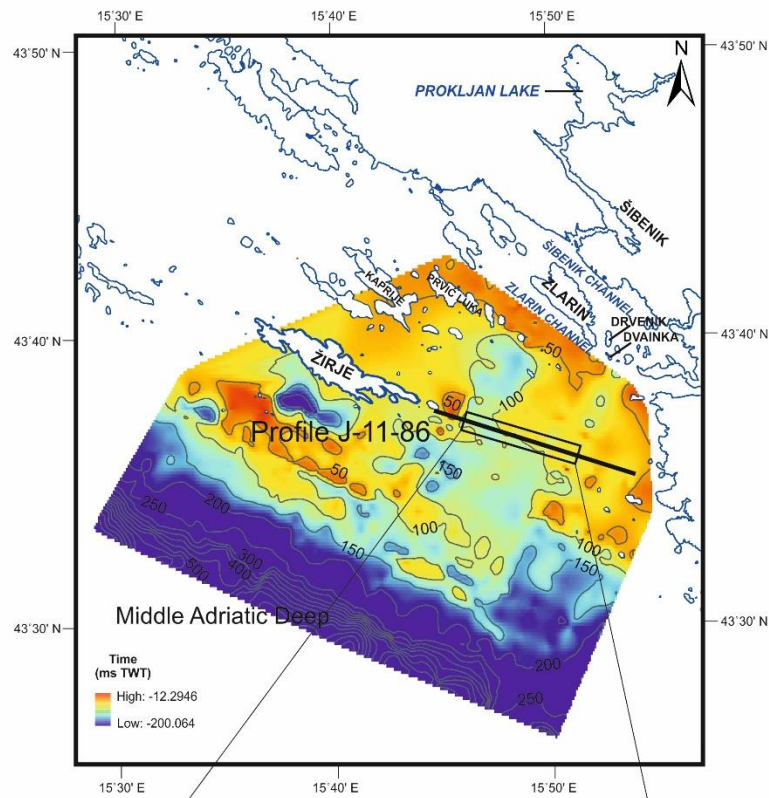 15°30' E 15°40' E 15°50' E
43°50' N 43°50' N
N
PROKLJAN LAKE
ŠIBENIK
ŠIBENIK CHANNEL
KAPRIJE
PRVIĆ LUKA
ZLARIN CHANNEL
ZLARIN
DRVENIK
DVAINKA
43°40' N 43°40' N
50
ŽIRJE
100
50
Profile J-11-86
150
50
100
200
250
150
100
150
300
400
500
Middle Adriatic Deep
43°30' N 43°30' N
200
250
Time
(ms TWT)
High: -12.2946
Low: -200.064
15°30' E 15°40' E 15°50' E